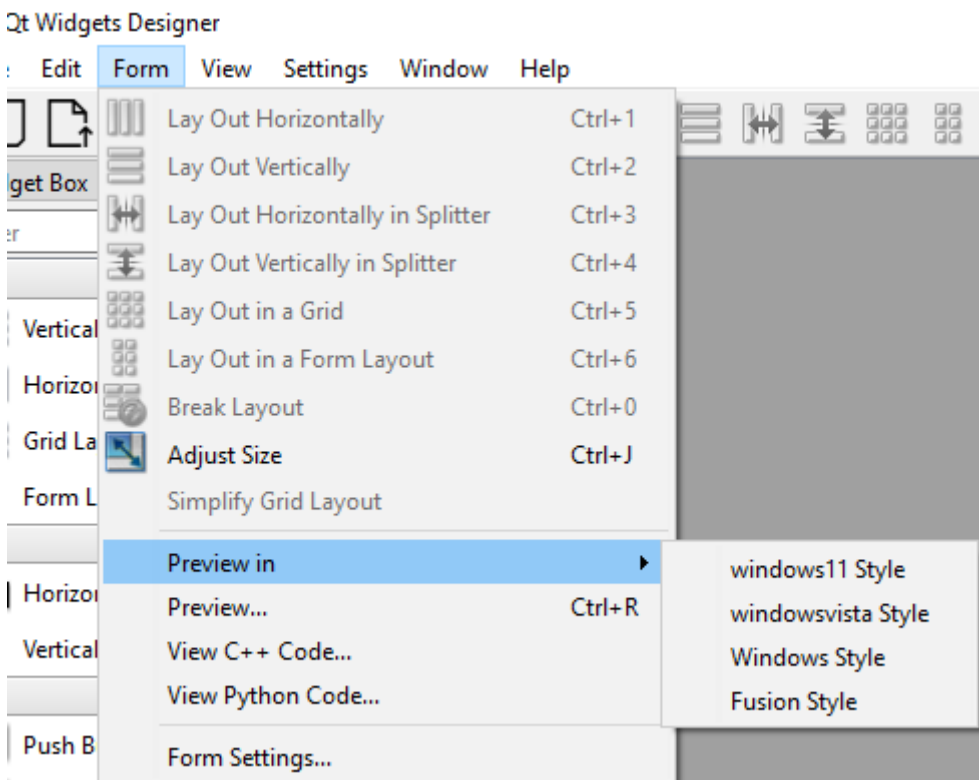 Qt Widgets Designer
Edit Form View Settings Window Help
Lay Out Horizontally Ctrl+1
Lay Out Vertically Ctrl+2
get Box
Lay Out Horizontally in Splitter Ctrl+3
er
Lay Out Vertically in Splitter Ctrl+4
Lay Out in a Grid Ctrl+5
Vertical
Lay Out in a Form Layout Ctrl+6
Horizo
Break Layout Ctrl+0
Grid La
Adjust Size Ctrl+J
Form L
Simplify Grid Layout
Preview in
windows11 Style
Horizo
Preview... Ctrl+R
windowsvista Style
Vertical
View C++ Code...
Windows Style
View Python Code...
Fusion Style
Push B
Form Settings...